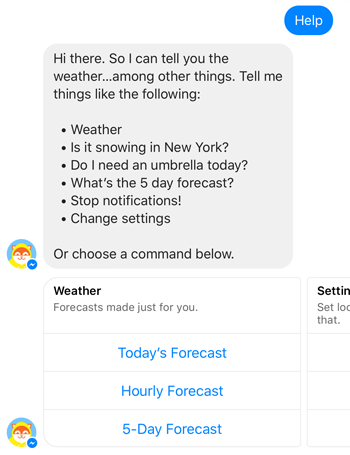 Help
Hi there. So I can tell you the
weather...among other things. Tell me
things like the following:
• Weather
• Is it snowing in New York?
• Do I need an umbrella today?
• What's the 5 day forecast?
• Stop notifications!
• Change settings
Or choose a command below.
Weather
Forecasts made just for you.
Today's Forecast
Hourly Forecast
5-Day Forecast
Settin
Set loc
that.